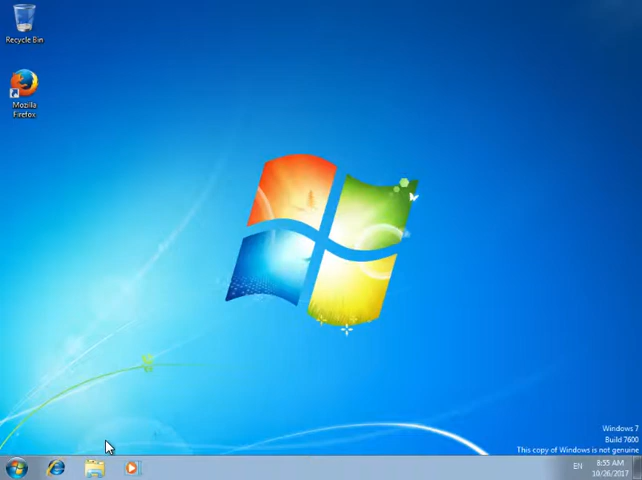 Recycle Bin
Mozilla
Firefox
Windows 7
Build 7600
This copy of Windows is not genuine
EN
8:55 AM
10/26/2017